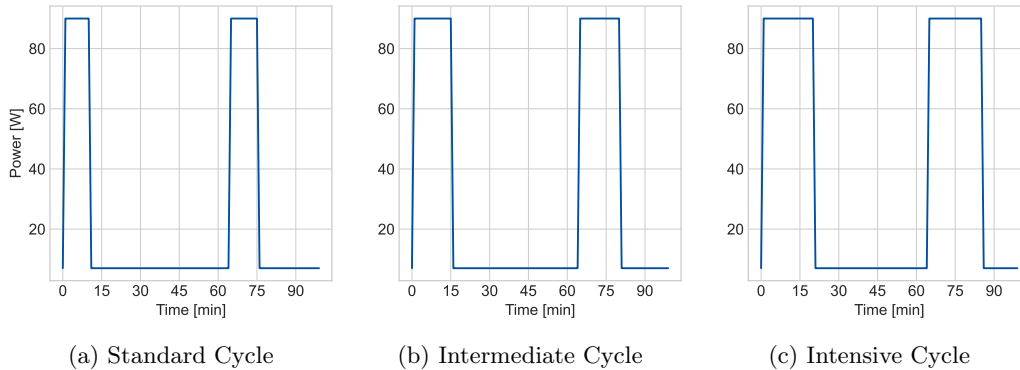 80
60
40
20
Power [W]
0 15 30 45 60 75 90
Time [min]
(a) Standard Cycle
80
60
40
20
0 15 30 45 60 75 90
Time [min]
(b) Intermediate Cycle
80
60
40
20
0 15 30 45 60 75 90
Time [min]
(c) Intensive Cycle